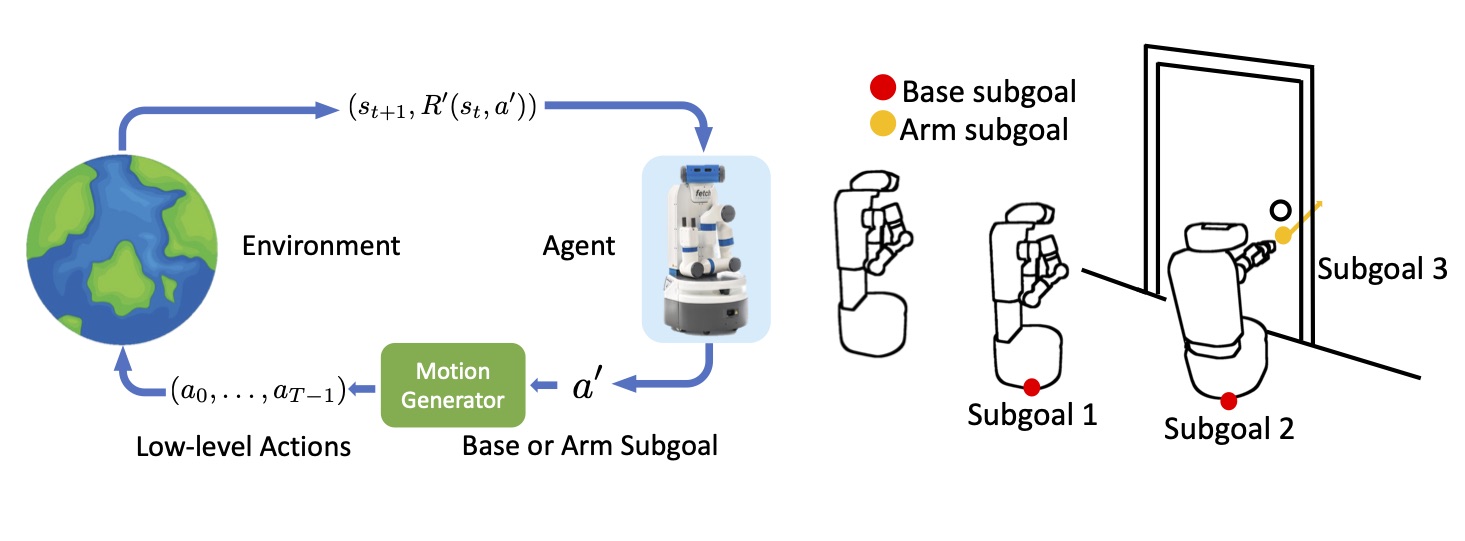 (s_{t+1}, R'(s_t, a'))
fetch
Environment
Agent
(a_0, . . . , a_{T−1})
Motion
Generator
a'
Low-level Actions
Base or Arm Subgoal
Base subgoal
Arm subgoal
Subgoal 3
Subgoal 1
Subgoal 2